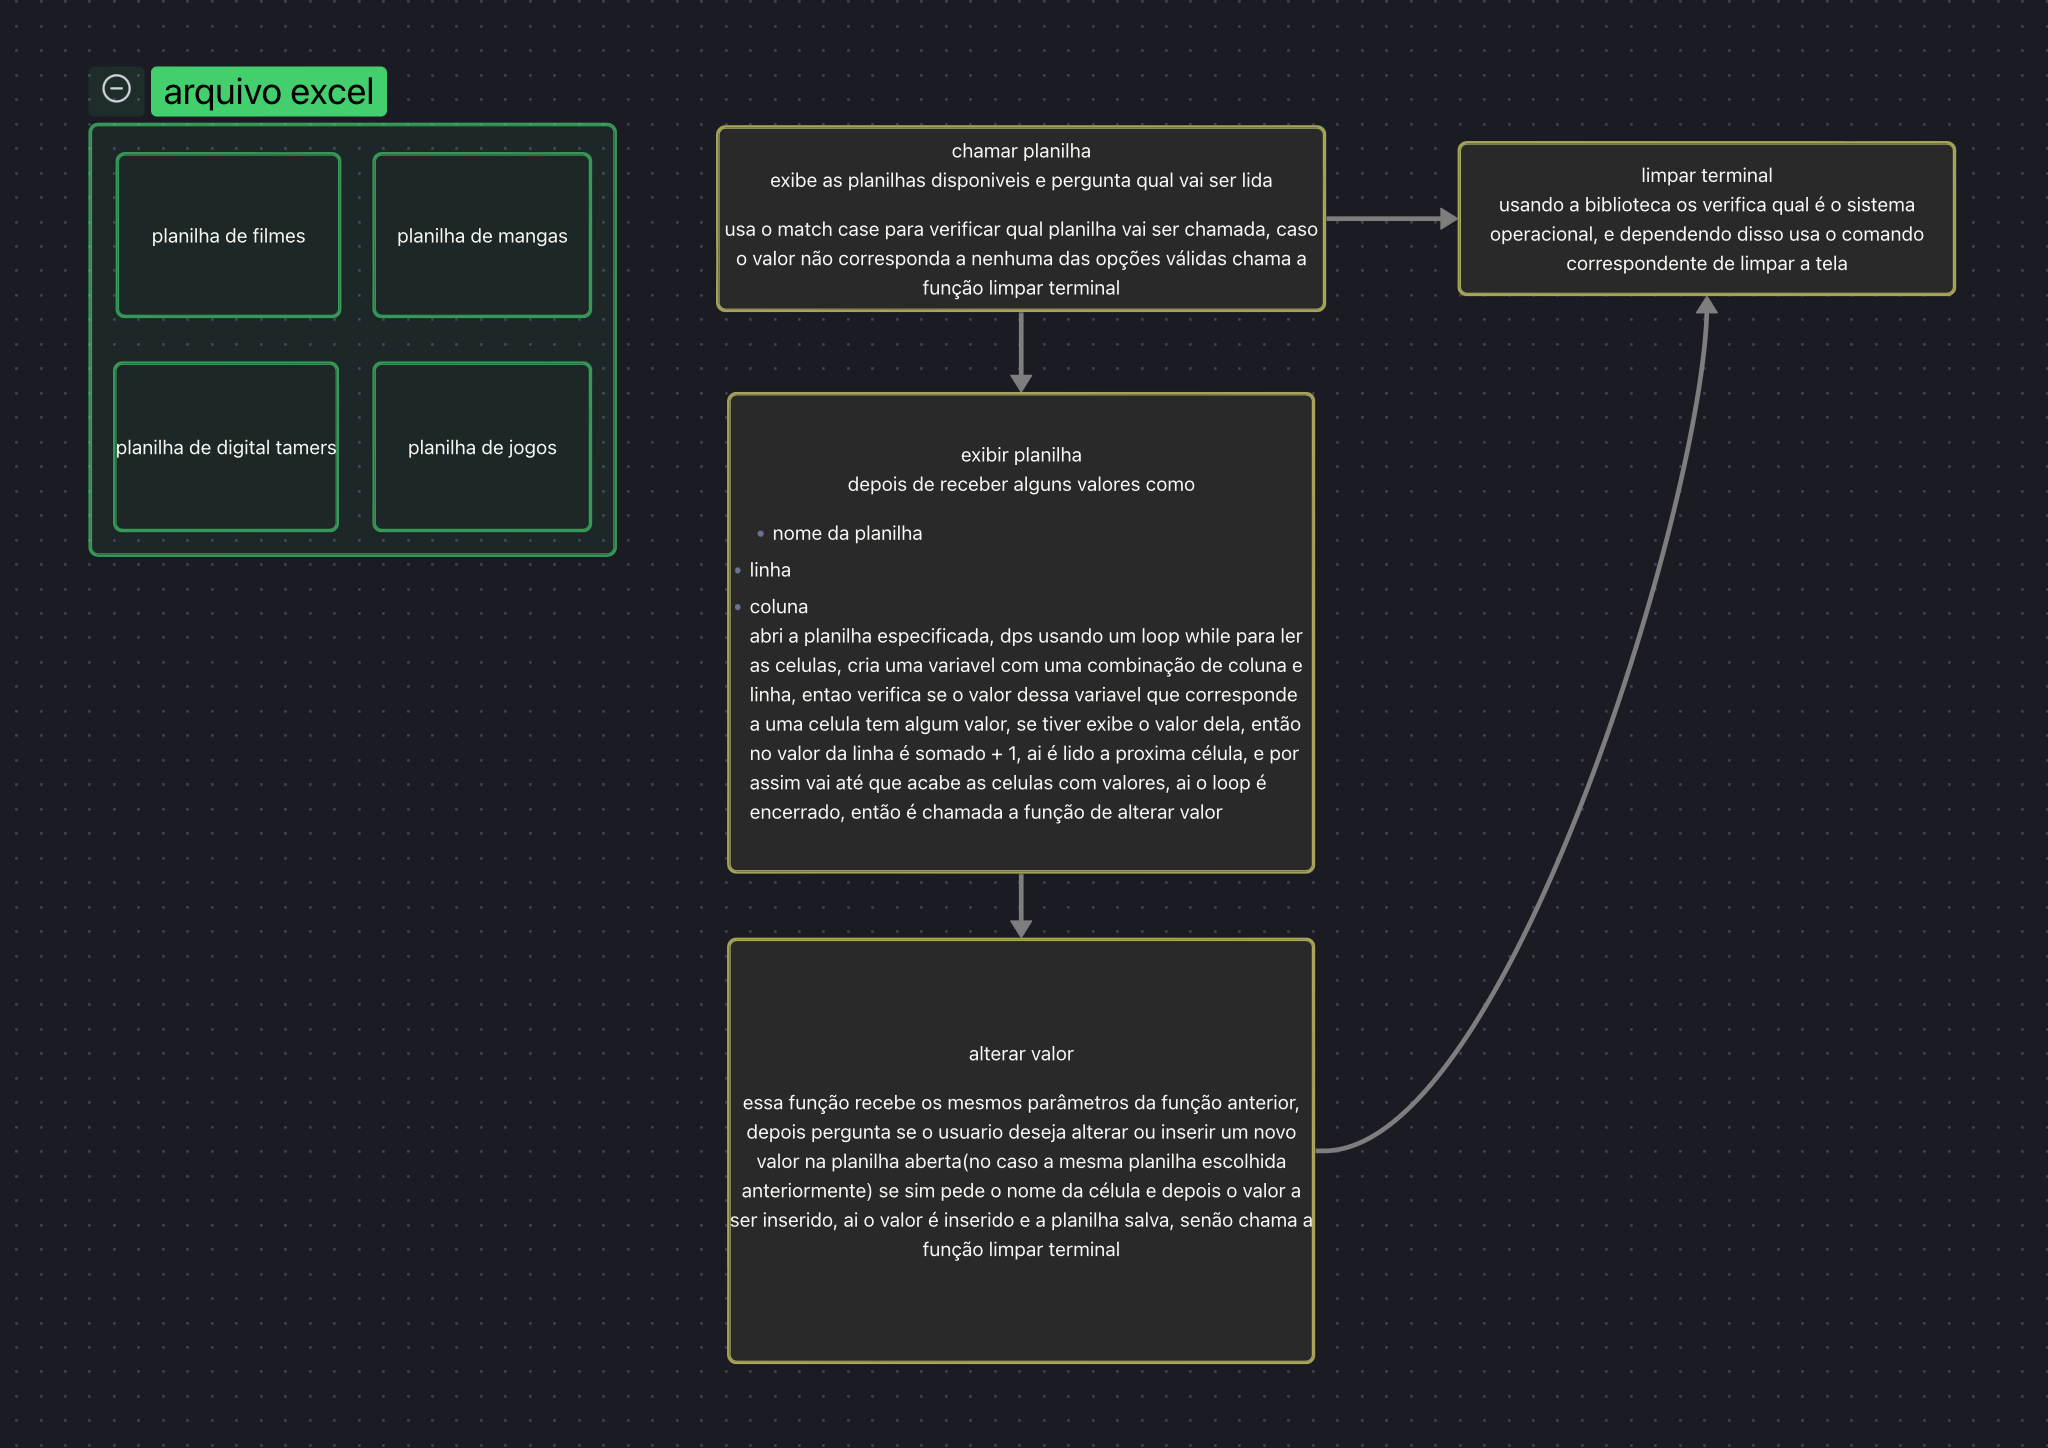 arquivo excel
planilha de filmes
planilha de mangas
planilha de digital tamers
planilha de jogos
chamar planilha
exibe as planilhas disponiveis e pergunta qual vai ser lida
usa o match case para verificar qual planilha vai ser chamada, caso
o valor não corresponda a nenhuma das opções válidas chama a
função limpar terminal
limpar terminal
usando a biblioteca os verifica qual é o sistema
operacional, e dependendo disso usa o comando
correspondente de limpar a tela
exibir planilha
depois de receber alguns valores como
• nome da planilha
• linha
• coluna
abri a planilha especificada, dps usando um loop while para ler
as celulas, cria uma variavel com uma combinação de coluna e
linha, entao verifica se o valor dessa variavel que corresponde
a uma celula tem algum valor, se tiver exibe o valor dela, então
no valor da linha é somado + 1, ai é lido a proxima célula, e por
assim vai até que acabe as celulas com valores, ai o loop é
encerrado, então é chamada a função de alterar valor
alterar valor
essa função recebe os mesmos parâmetros da função anterior,
depois pergunta se o usuario deseja alterar ou inserir um novo
valor na planilha aberta(no caso a mesma planilha escolhida
anteriormente) se sim pede o nome da célula e depois o valor a
ser inserido, ai o valor é inserido e a planilha salva, senão chama a
função limpar terminal